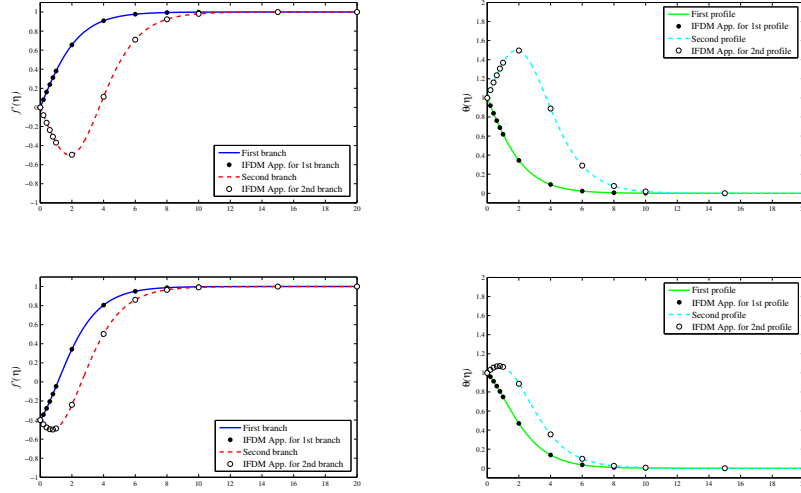 1
0.8
0.6
0.4
0.2
0
−0.2
−0.4
−0.6
−0.8
−1
0 2 4 6 8 10 12 14 16 18 20
f'(η)
First branch
IFDM App. for 1st branch
Second branch
IFDM App. for 2nd branch
2
1.8
1.6
1.4
1.2
1
0.8
0.6
0.4
0.2
0
0 2 4 6 8 10 12 14 16 18 20
θ(η)
First profile
IFDM App. for 1st profile
Second profile
IFDM App. for 2nd profile
1
0.8
0.6
0.4
0.2
0
−0.2
−0.4
−0.6
−0.8
−1
0 2 4 6 8 10 12 14 16 18 20
f'(η)
First branch
IFDM App. for 1st branch
Second branch
IFDM App. for 2nd branch
2
1.8
1.6
1.4
1.2
1
0.8
0.6
0.4
0.2
0
0 2 4 6 8 10 12 14 16 18 20
θ(η)
First profile
IFDM App. for 1st profile
Second profile
IFDM App. for 2nd profile